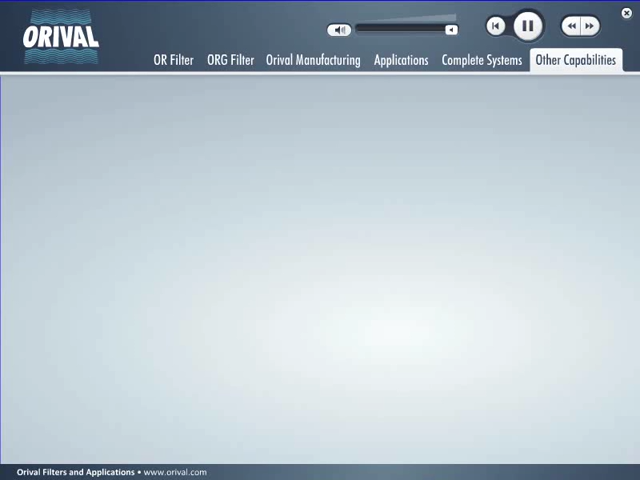 ORIVAL
OR Filter ORG Filter Orival Manufacturing Applications Complete Systems Other Capabilities
Orival Filters and Applications • www.orival.com